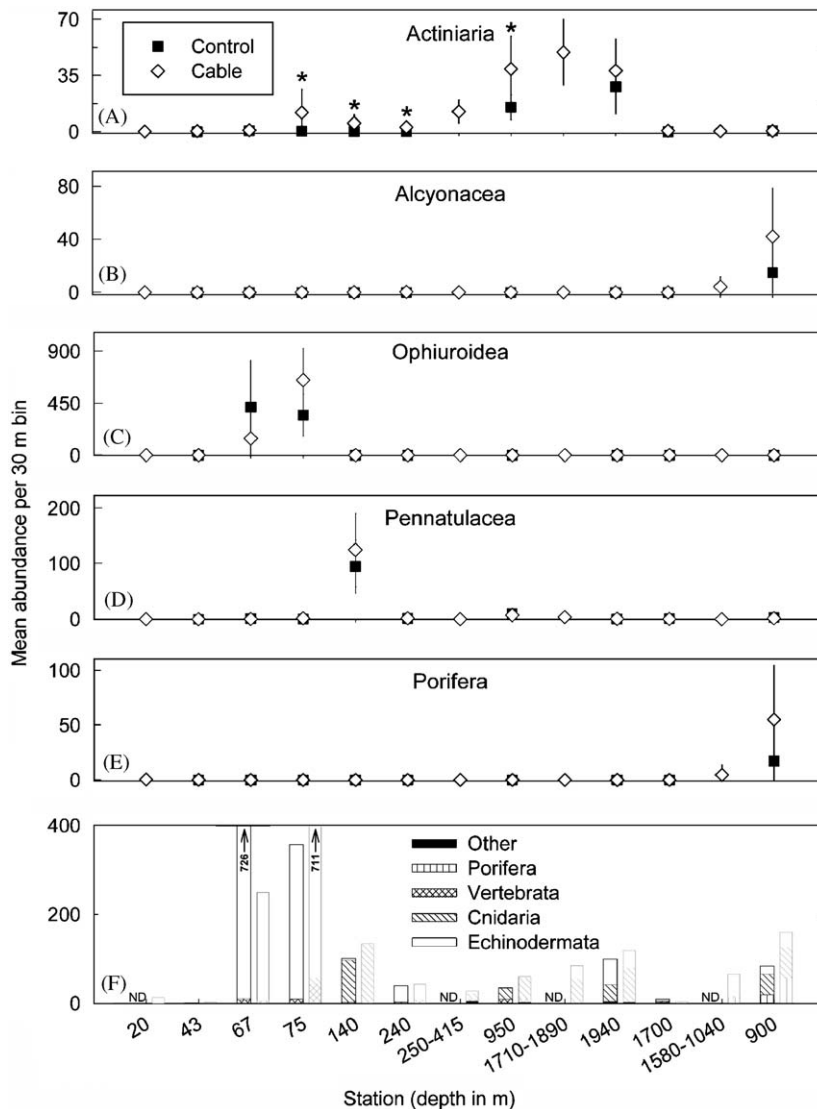 Mean abundance per 30 m bin
70
35
0
(A)
Actiniaria
Control
Cable
*
*
*
*
80
40
0
(B)
Alcyonacea
900
450
0
(C)
Ophiuroidea
200
100
0
(D)
Pennatulacea
100
50
0
(E)
Porifera
400
200
0
(F)
726
711
Other
Porifera
Vertebrata
Cnidaria
Echinodermata
ND
ND
ND
ND
20 43 67 75 140 240 250-415 950 1710-1890 1940 1700 1580-1040 900
Station (depth in m)